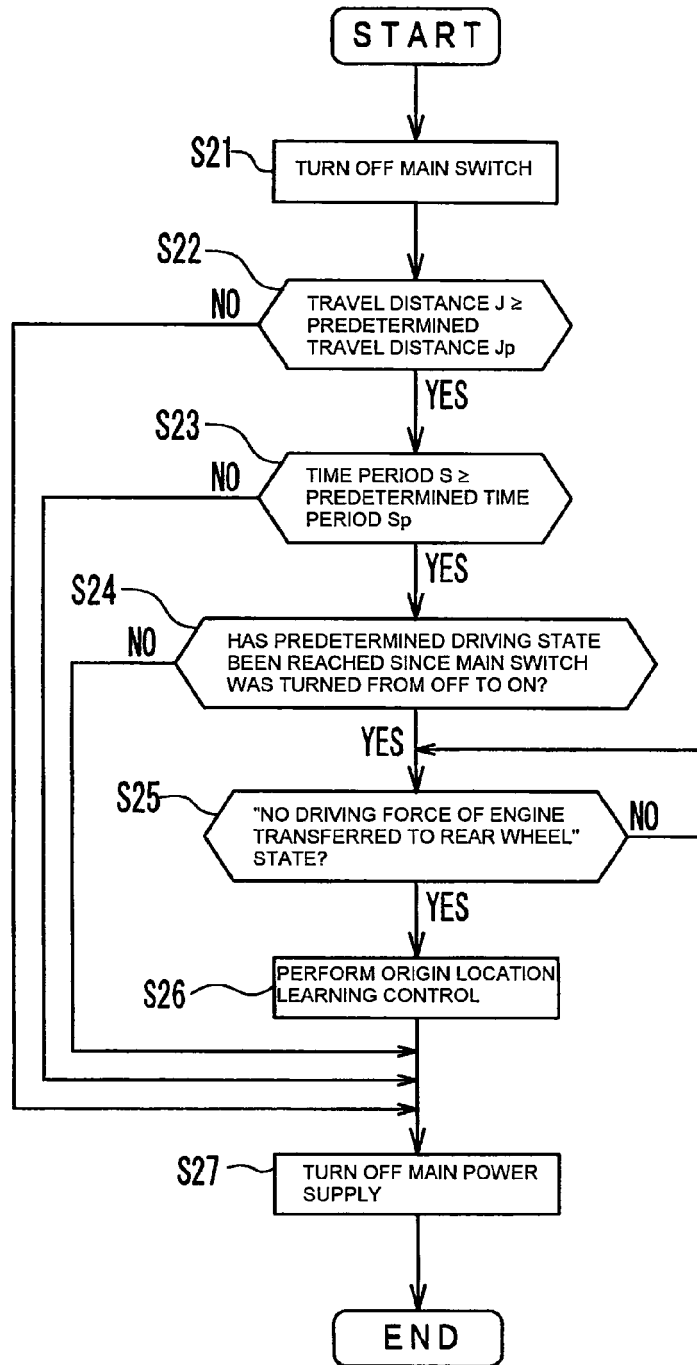 START
S21
TURN OFF MAIN SWITCH
S22
NO
TRAVEL DISTANCE J ≥
PREDETERMINED
TRAVEL DISTANCE Jp
YES
S23
NO
TIME PERIOD S ≥
PREDETERMINED TIME
PERIOD Sp
YES
S24
NO
HAS PREDETERMINED DRIVING STATE
BEEN REACHED SINCE MAIN SWITCH
WAS TURNED FROM OFF TO ON?
YES
S25
"NO DRIVING FORCE OF ENGINE
TRANSFERRED TO REAR WHEEL"
STATE?
NO
YES
S26
PERFORM ORIGIN LOCATION
LEARNING CONTROL
S27
TURN OFF MAIN POWER
SUPPLY
END